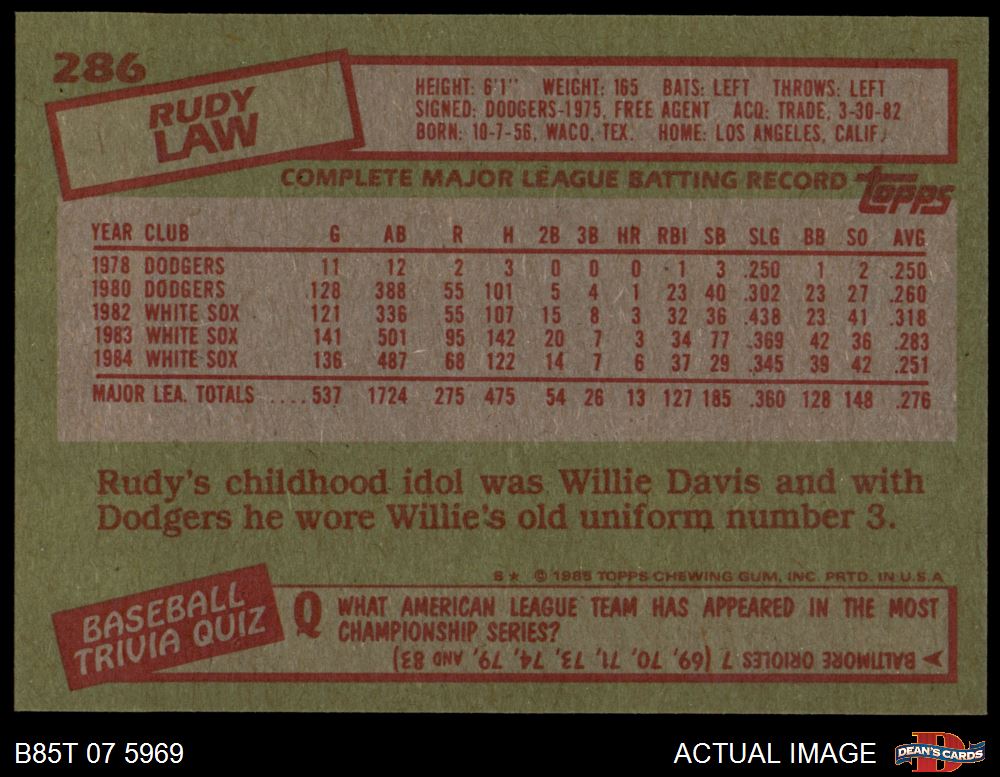 286
RUDY
LAW
HEIGHT: 6'1" WEIGHT: 165 BATS: LEFT THROWS: LEFT
SIGNED: DODGERS-1975, FREE AGENT ACQ: TRADE, 3-30-82
BORN: 10-7-56, WACO, TEX. HOME: LOS ANGELES, CALIF.
COMPLETE MAJOR LEAGUE BATTING RECORD
TOPPS
YEAR CLUB G AB R H 2B 3B HR RBI SB SLG BB SO AVG
1978 DODGERS 11 12 2 3 0 0 0 1 3 .250 1 2 .250
1980 DODGERS 128 388 55 101 5 4 1 23 40 .302 23 27 .260
1982 WHITE SOX 121 336 55 107 15 8 3 32 36 .438 23 41 .318
1983 WHITE SOX 141 501 95 142 20 7 3 34 77 .369 42 36 .283
1984 WHITE SOX 136 487 68 122 14 7 6 37 29 .345 39 42 .251
MAJOR LEA. TOTALS ....537 1724 275 475 54 26 13 127 185 .360 128 148 .276
Rudy's childhood idol was Willie Davis and with
Dodgers he wore Willie's old uniform number 3.
B* © 1985 TOPPS CHEWING GUM, INC. PRTD. IN U.S.A.
BASEBALL
TRIVIA QUIZ
Q WHAT AMERICAN LEAGUE TEAM HAS APPEARED IN THE MOST
CHAMPIONSHIP SERIES?
BALTIMORE ORIOLES 7 (69, 70, 71, 73, 74, 79, AND 83)
B85T 07 5969
ACTUAL IMAGE
D
DEAN'S CARDS